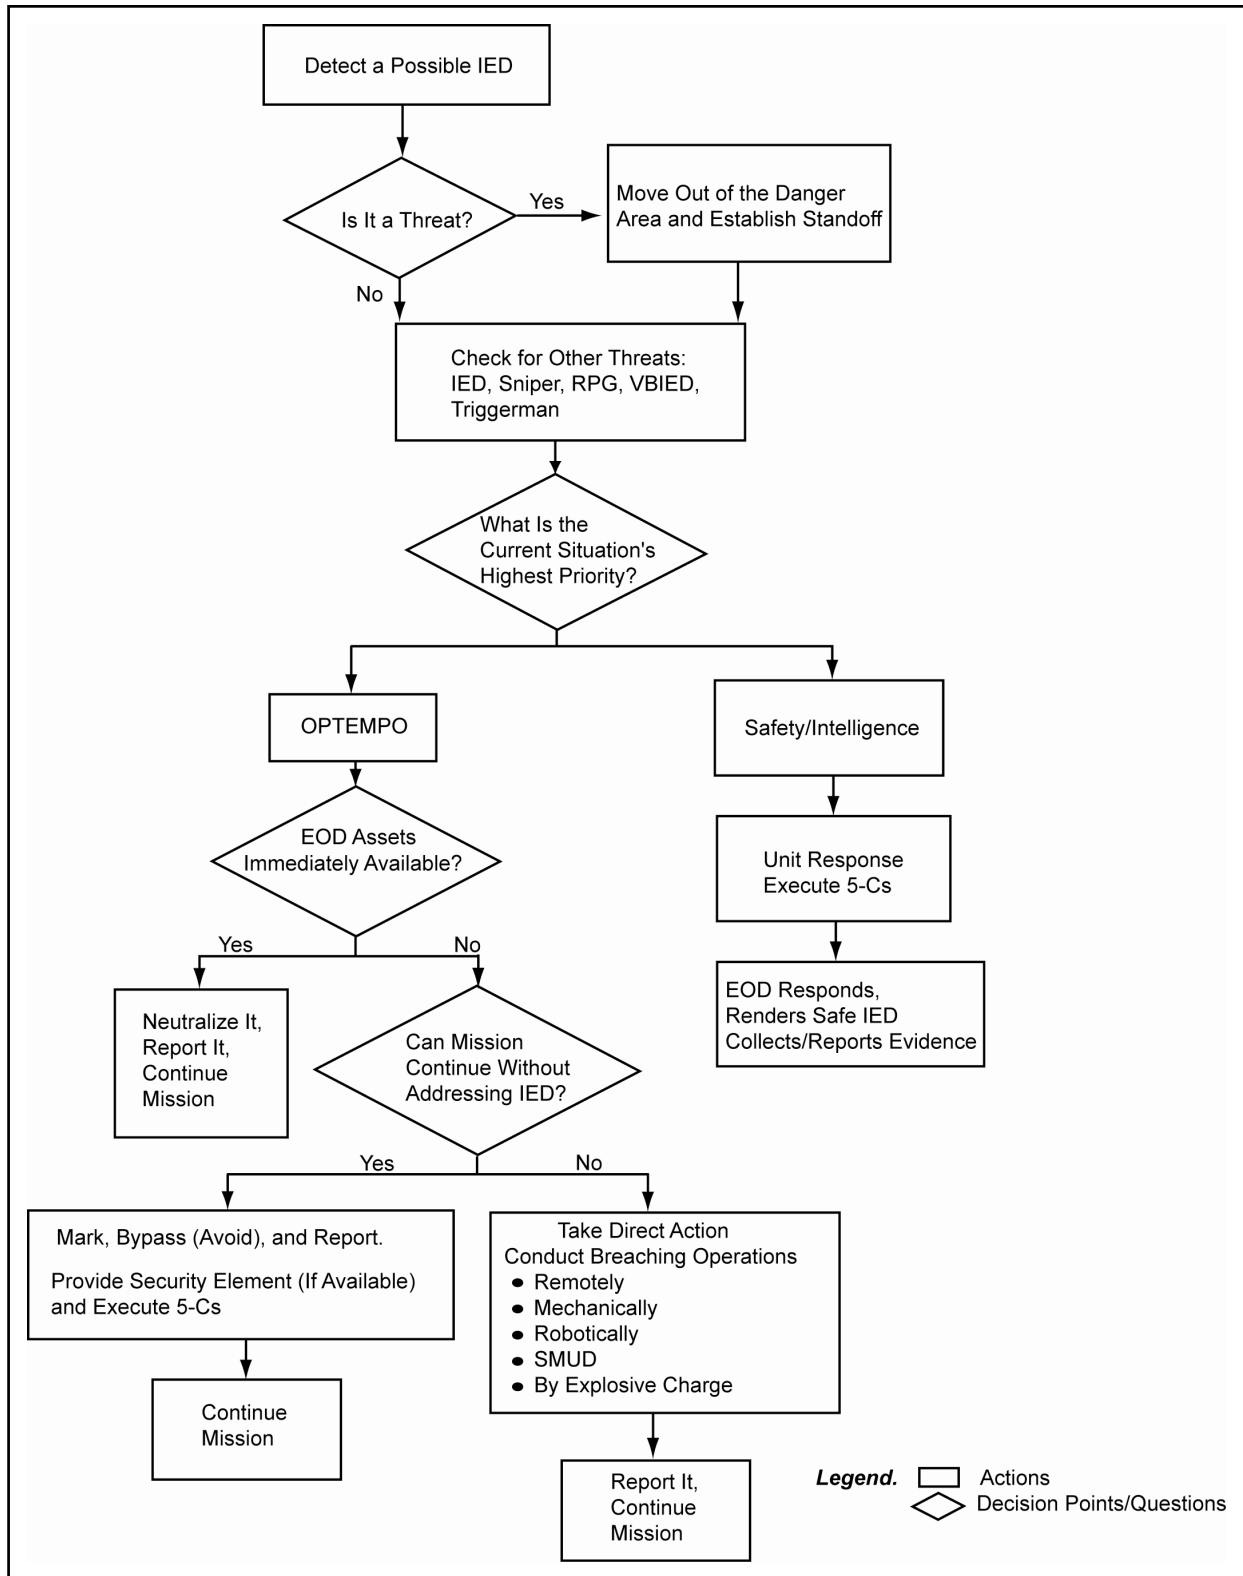 Detect a Possible IED
Is It a Threat?
Yes
Move Out of the Danger
Area and Establish Standoff
No
Check for Other Threats:
IED, Sniper, RPG, VBIED,
Triggerman
What Is the
Current Situation's
Highest Priority?
OPTEMPO
Safety/Intelligence
EOD Assets
Immediately Available?
Unit Response
Execute 5-Cs
Yes
No
EOD Responds,
Renders Safe IED
Collects/Reports Evidence
Neutralize It,
Report It,
Continue
Mission
Can Mission
Continue Without
Addressing IED?
Yes
No
Mark, Bypass (Avoid), and Report.
Provide Security Element (If Available)
and Execute 5-Cs
Take Direct Action
Conduct Breaching Operations
● Remotely
● Mechanically
● Robotically
● SMUD
● By Explosive Charge
Continue
Mission
Report It,
Continue
Mission
Legend.
Actions
Decision Points/Questions